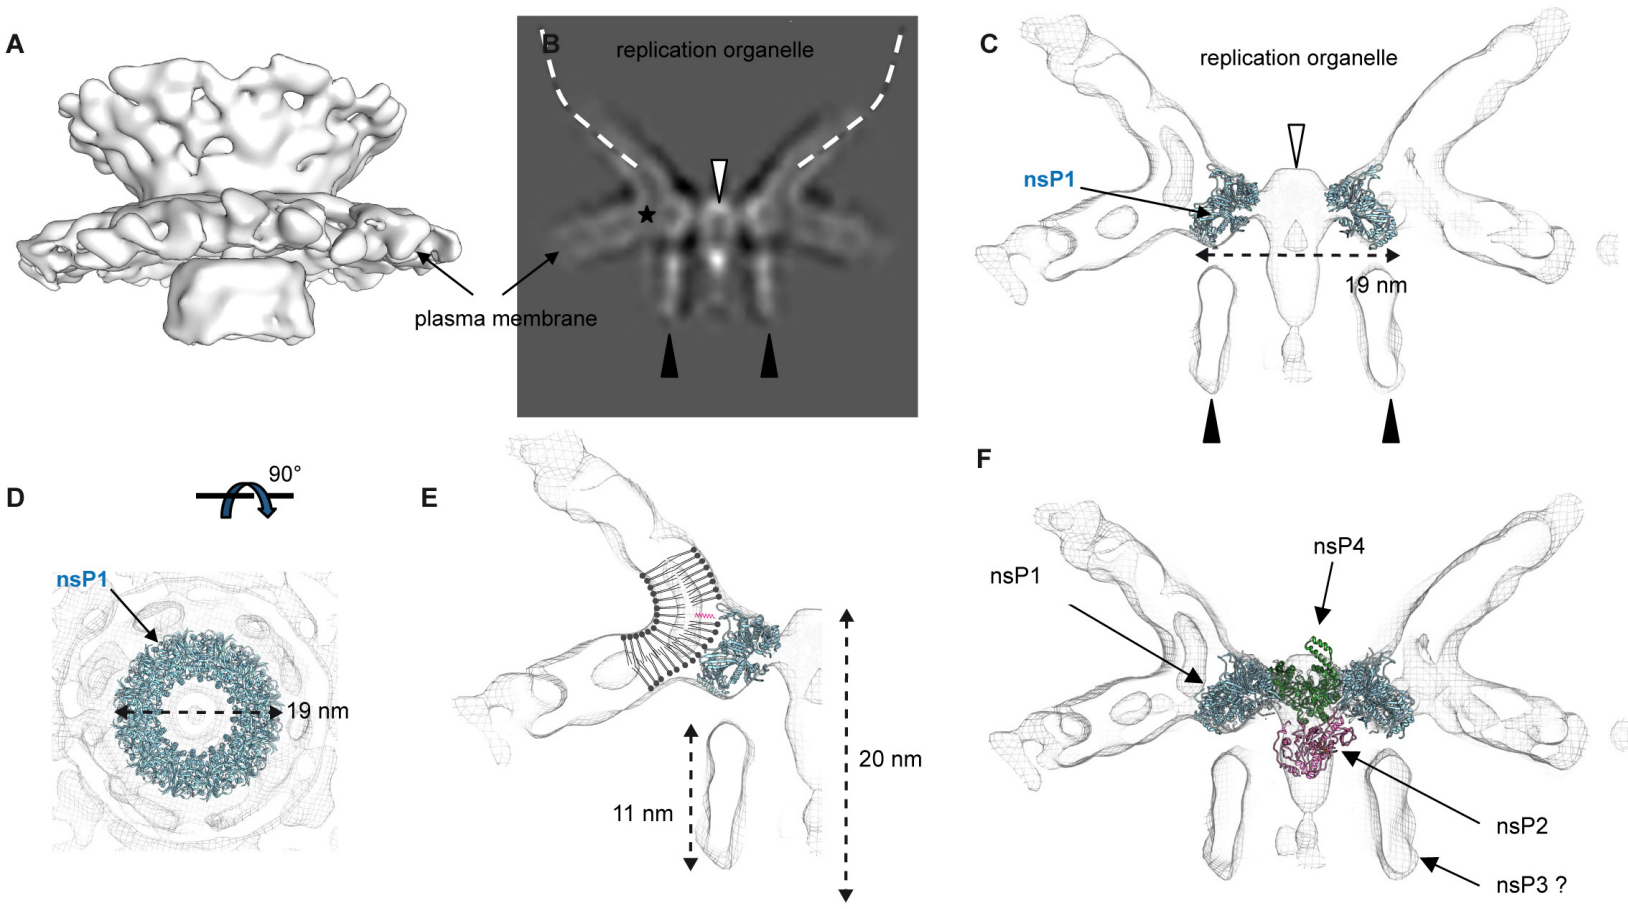 A
B
replication organelle
plasma membrane
C
replication organelle
nsP1
19 nm
D
90°
nsP1
19 nm
E
11 nm
20 nm
F
nsP4
nsP1
nsP2
nsP3 ?